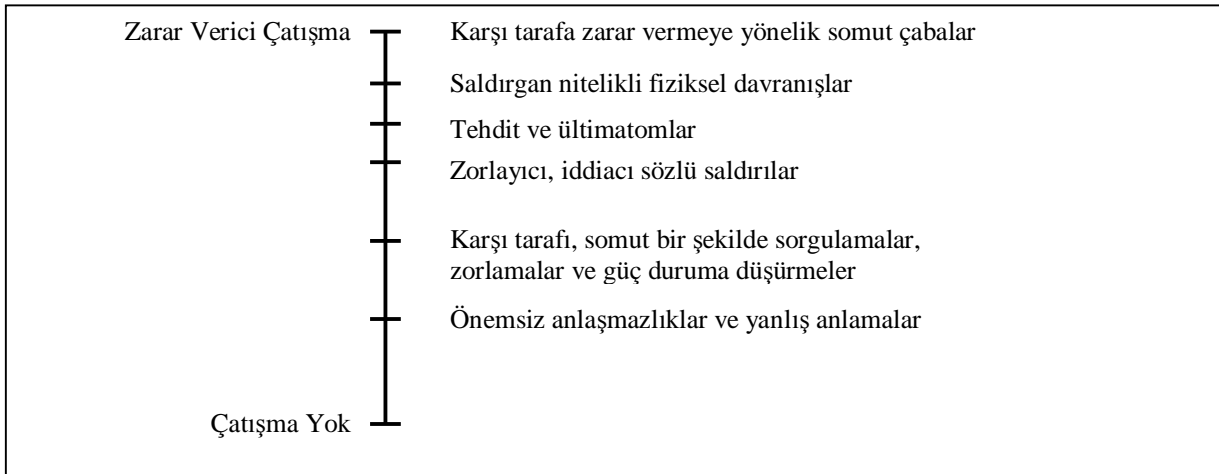 Zarar Verici Çatışma
Karşı tarafa zarar vermeye yönelik somut çabalar
Saldırgan nitelikli fiziksel davranışlar
Tehdit ve ültimatomlar
Zorlayıcı, iddiacı sözlü saldırılar
Karşı tarafı, somut bir şekilde sorgulamalar,
zorlamalar ve güç duruma düşürmeler
Önemsiz anlaşmazlıklar ve yanlış anlamalar
Çatışma Yok